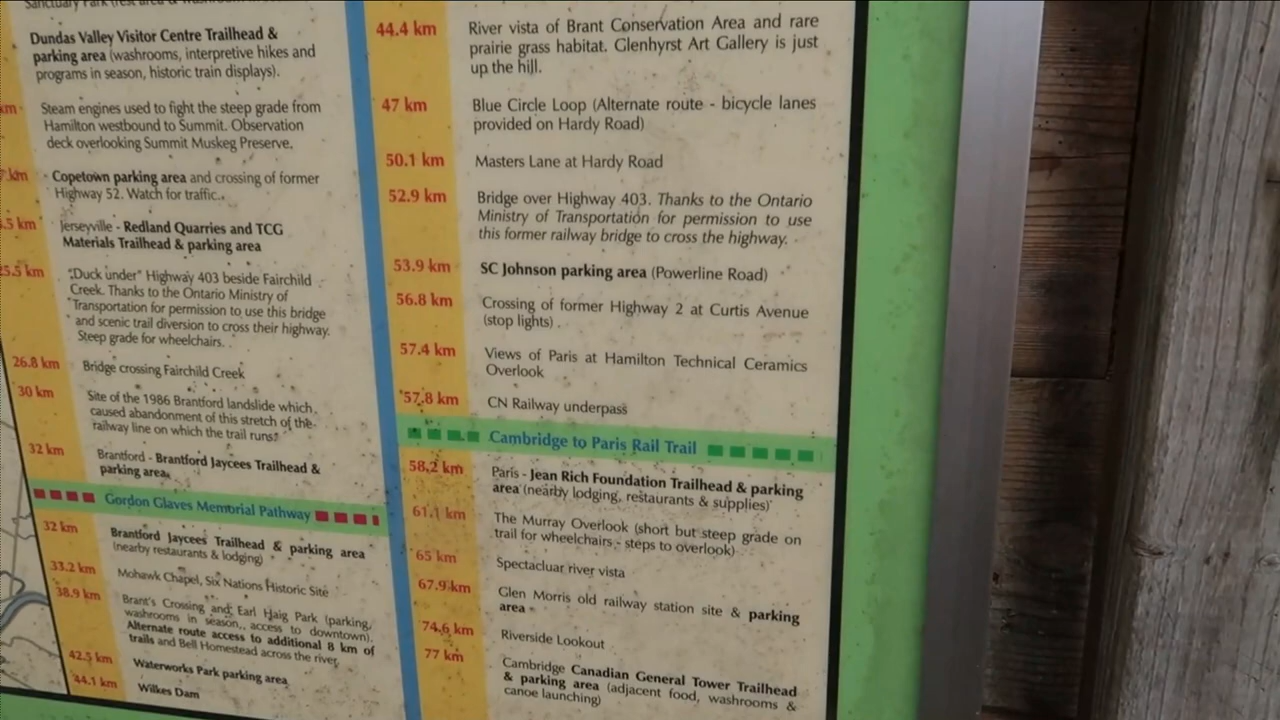 Dundas Valley Visitor Centre Trailhead &
parking area (washrooms, interpretive hikes and
programs in season, historic train displays).
km
Steam engines used to fight the steep grade from
Hamilton westbound to Summit. Observation
deck overlooking Summit Muskeg Preserve.
km
Copetown parking area and crossing of former
Highway 52. Watch for traffic.
.5 km
Jerseyville - Redland Quarries and TCG
Materials Trailhead & parking area
25.5 km
"Duck under" Highway 403 beside Fairchild
Creek. Thanks to the Ontario Ministry of
Transportation for permission to use this bridge
and scenic trail diversion to cross their highway.
Steep grade for wheelchairs.
26.8 km
Bridge crossing Fairchild Creek
30 km
Site of the 1986 Brantford landslide which
caused abandonment of this stretch of the
railway line on which the trail runs.
32 km
Brantford - Brantford Jaycees Trailhead &
parking area
Gordon Glaves Memorial Pathway
32 km
Brantford Jaycees Trailhead & parking area
(nearby restaurants & lodging)
33.2 km
Mohawk Chapel, Six Nations Historic Site
38.9 km
Brant's Crossing and Earl Haig Park (parking,
washrooms in season, access to downtown).
Alternate route access to additional 8 km of
trails and Bell Homestead across the river.
42.5 km
Waterworks Park parking area
44.1 km
Wilkes Dam
44.4 km
River vista of Brant Conservation Area and rare
prairie grass habitat. Glenhyrst Art Gallery is just
up the hill.
47 km
Blue Circle Loop (Alternate route - bicycle lanes
provided on Hardy Road)
50.1 km
Masters Lane at Hardy Road
52.9 km
Bridge over Highway 403. Thanks to the Ontario
Ministry of Transportation for permission to use
this former railway bridge to cross the highway.
53.9 km
SC Johnson parking area (Powerline Road)
56.8 km
Crossing of former Highway 2 at Curtis Avenue
(stop lights)
57.4 km
Views of Paris at Hamilton Technical Ceramics
Overlook
57.8 km
CN Railway underpass
Cambridge to Paris Rail Trail
58.2 km
Paris - Jean Rich Foundation Trailhead & parking
area (nearby lodging, restaurants & supplies)
61.1 km
The Murray Overlook (short but steep grade on
trail for wheelchairs - steps to overlook)
65 km
Spectacluar river vista
67.9 km
Glen Morris old railway station site & parking
area
74.6 km
Riverside Lookout
77 km
Cambridge Canadian General Tower Trailhead
& parking area (adjacent food, washrooms &
canoe launching)